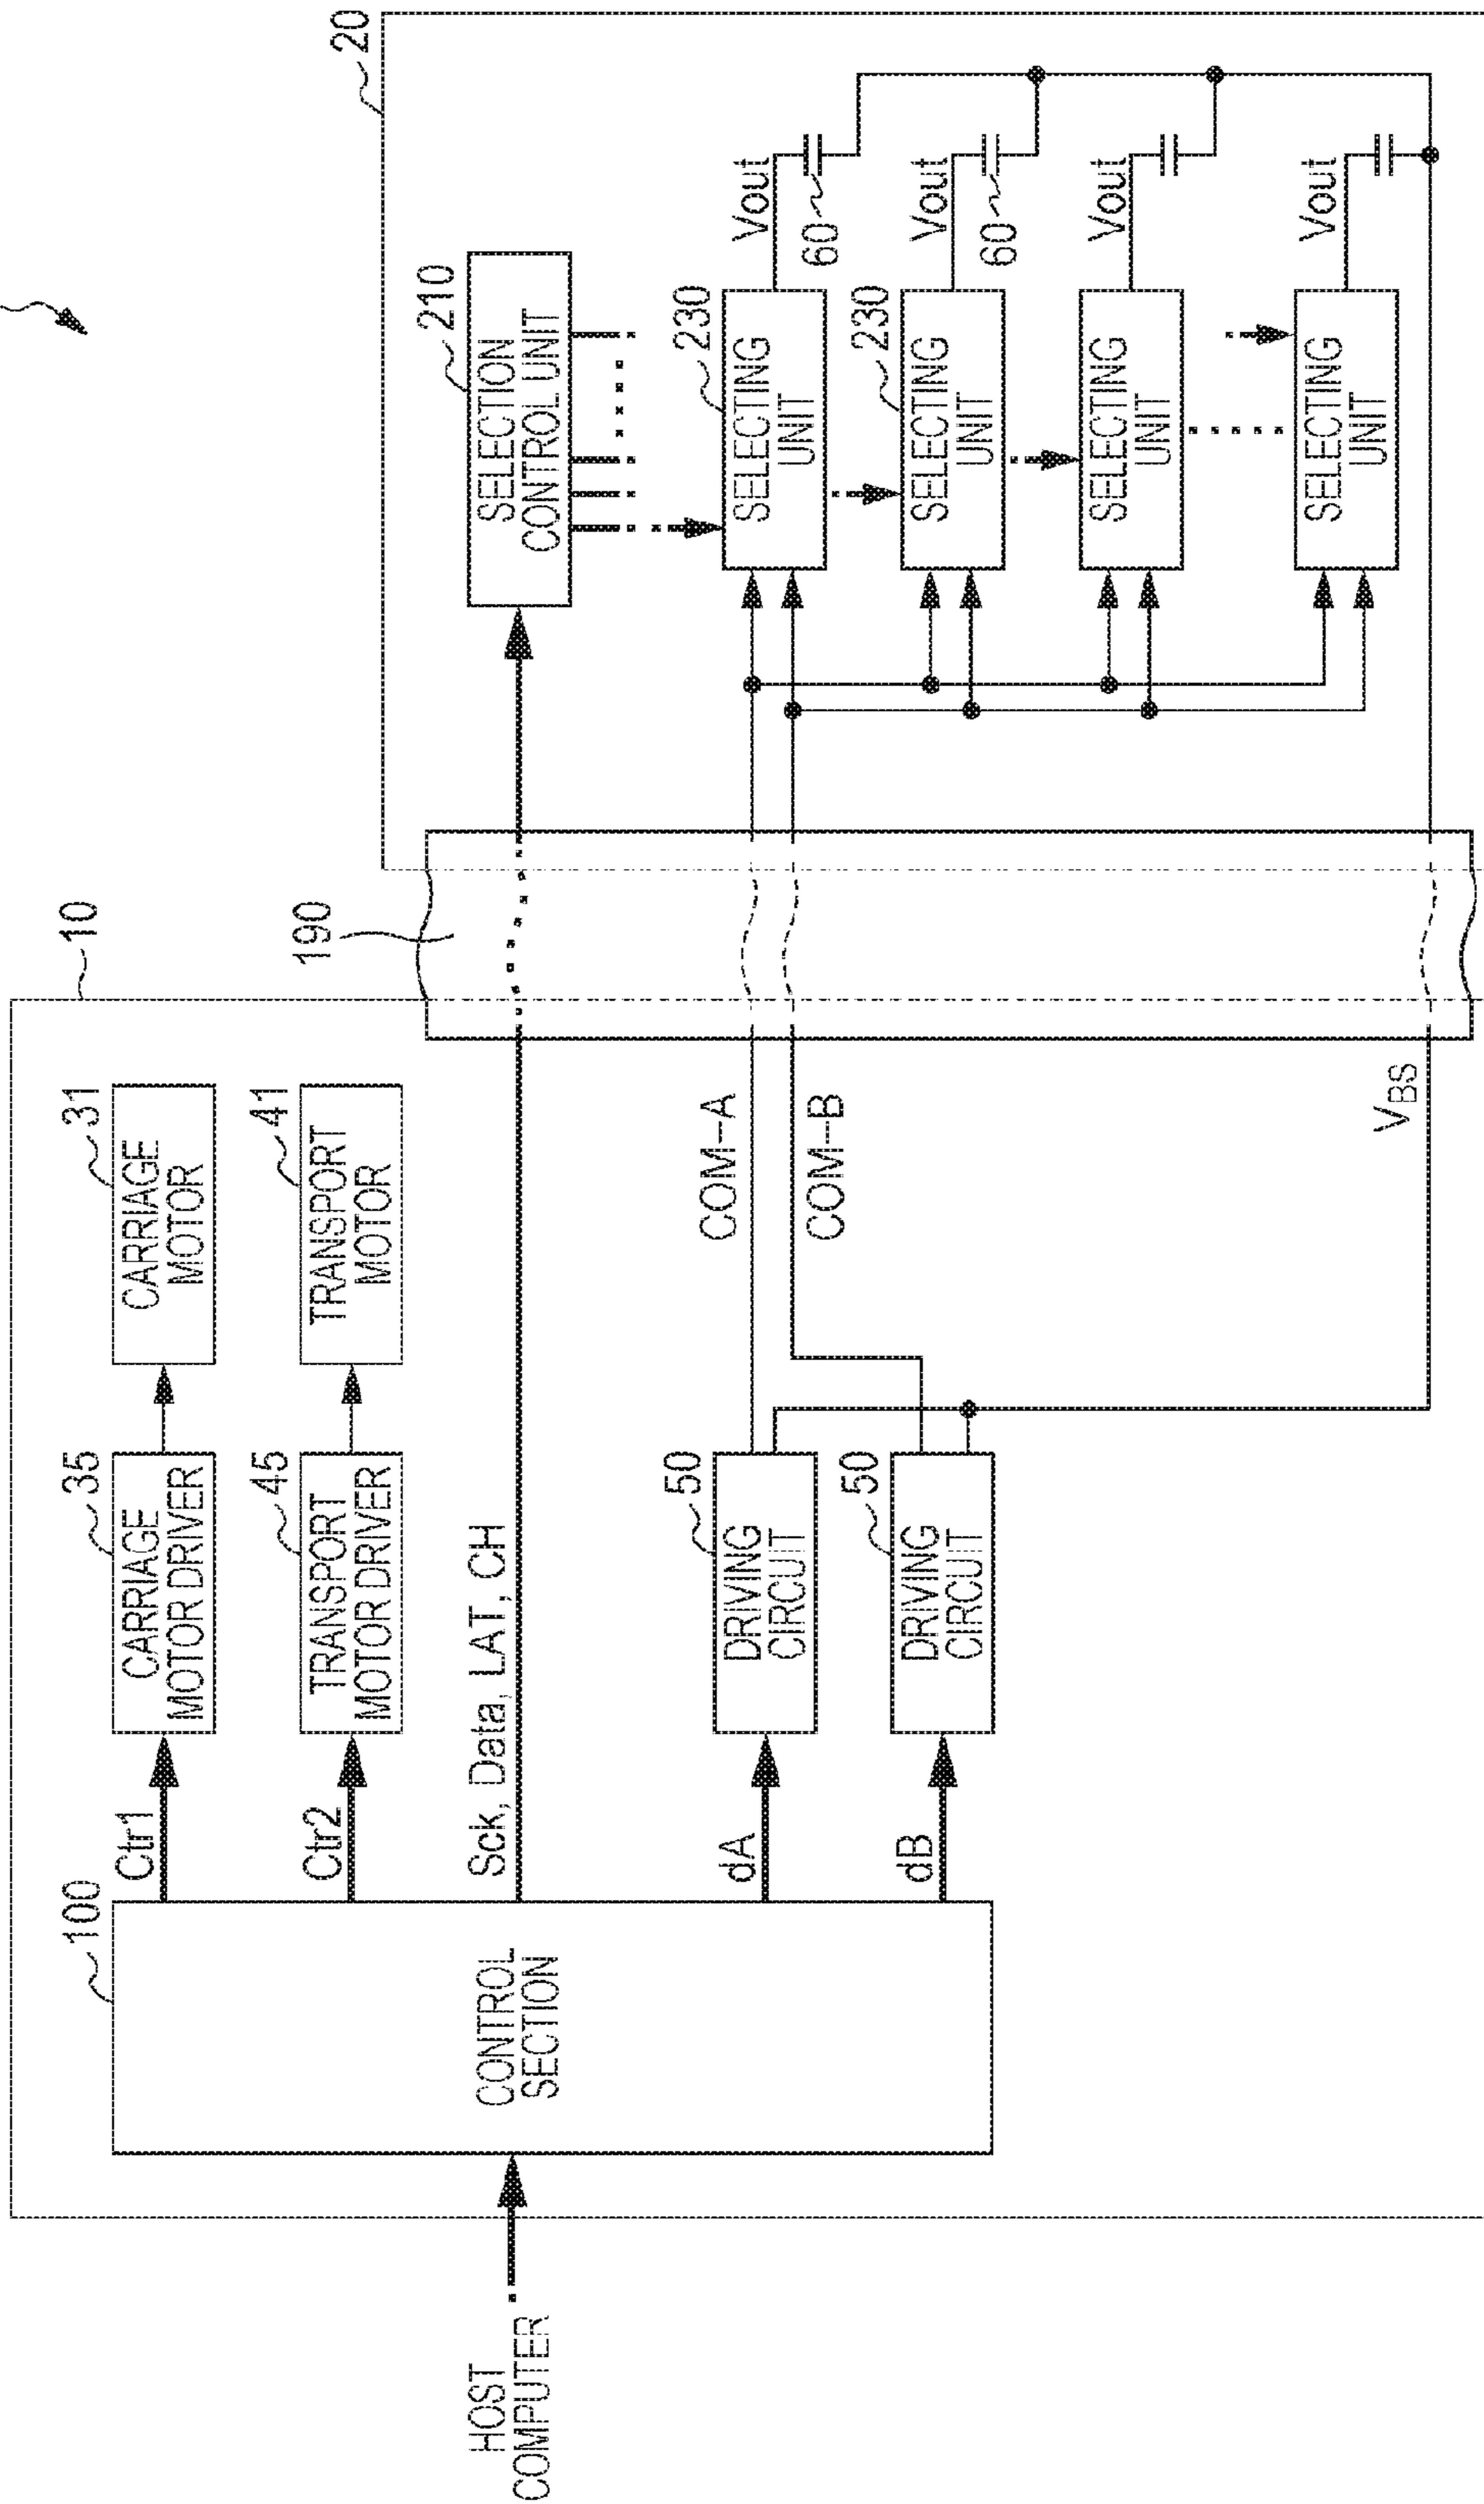 HOST
COMPUTER
10
100
CONTROL
SECTION
Ctr1
35
CARRIAGE
MOTOR DRIVER
31
CARRIAGE
MOTOR
Ctr2
45
TRANSPORT
MOTOR DRIVER
41
TRANSPORT
MOTOR
Sck, Data, LAT, CH
dA
50
DRIVING
CIRCUIT
COM-A
dB
50
DRIVING
CIRCUIT
COM-B
VBS
190
20
210
SELECTION
CONTROL UNIT
230
SELECTING
UNIT
Vout
60
230
SELECTING
UNIT
Vout
60
SELECTING
UNIT
Vout
SELECTING
UNIT
Vout